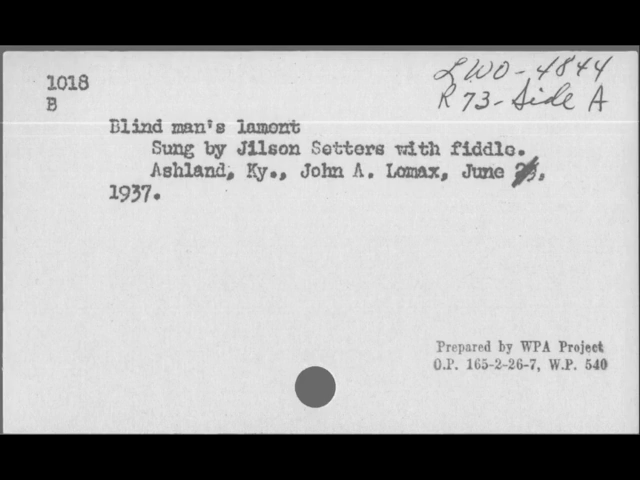 1018
B
LWO-4844
R 73-Side A
Blind man's lament
Sung by Jilson Setters with fiddle.
Ashland, Ky., John A. Lomax, June
1937.
Prepared by WPA Project
O.P. 165-2-26-7, W.P. 540